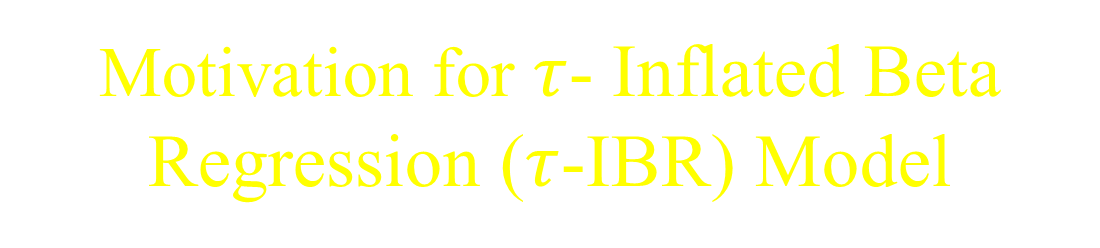 Motivation for 𝜏- Inflated Beta
Regression (𝜏-IBR) Model